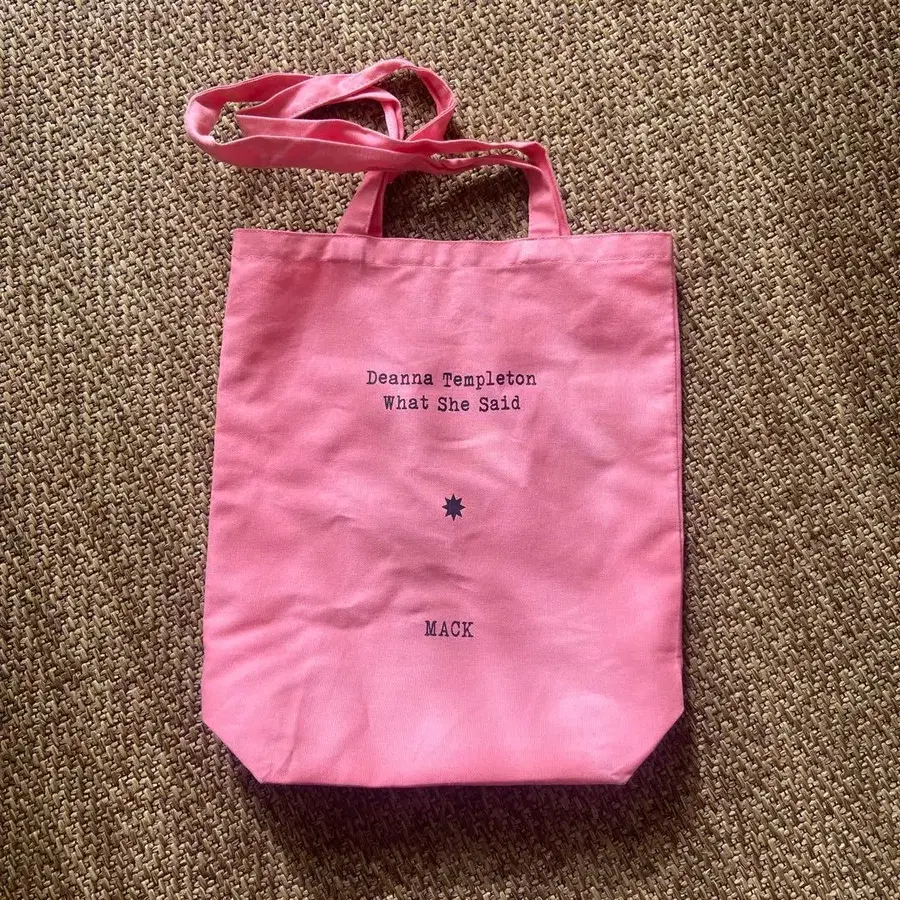 Deanna Templeton
What She Said
MACK